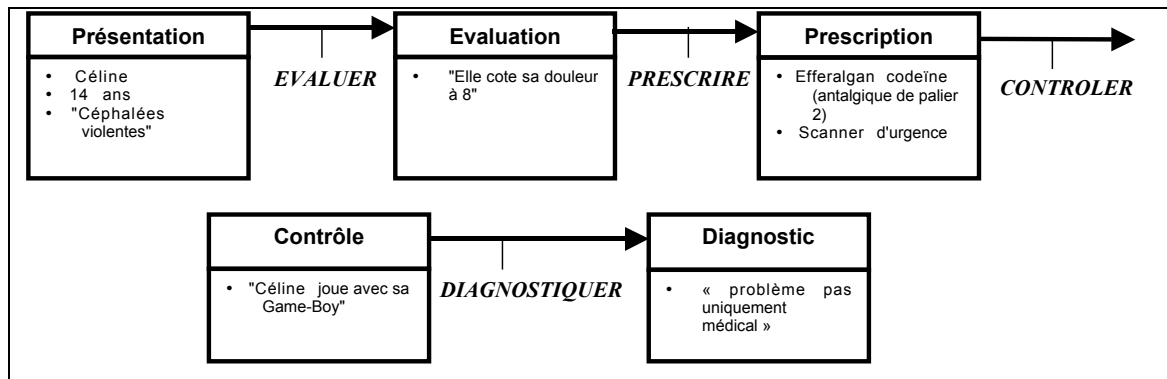 Présentation
• Céline
• 14 ans
• "Céphalées
violentes"
EVALUER
Evaluation
• "Elle cote sa douleur
à 8"
PRESCRIRE
Prescription
• Efferalgan codeïne
(antalgique de palier
2)
• Scanner d'urgence
CONTROLER
Contrôle
• "Céline joue avec sa
Game-Boy"
DIAGNOSTIQUER
Diagnostic
• « problème pas
uniquement
médical »